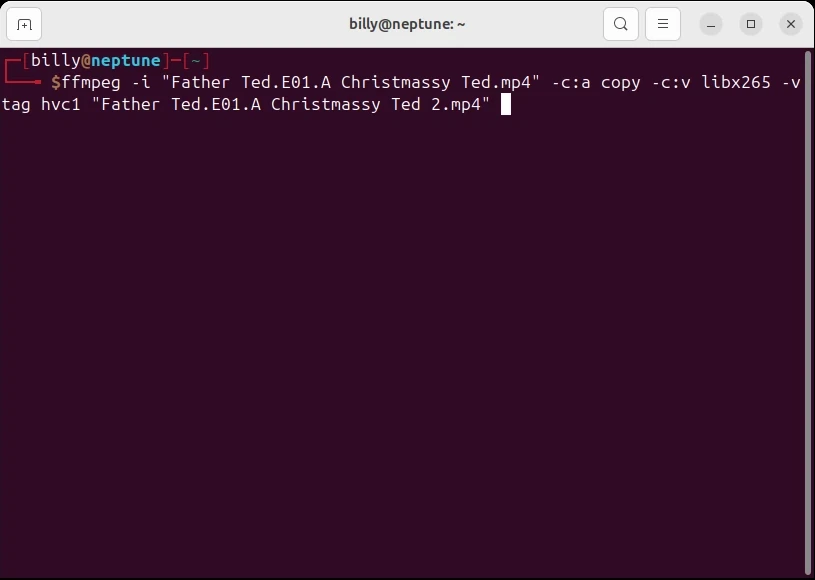 billy@neptune: ~
[billy@neptune]-[~]
$ffmpeg -i "Father Ted.E01.A Christmassy Ted.mp4" -c:a copy -c:v libx265 -v
tag hvc1 "Father Ted.E01.A Christmassy Ted 2.mp4"